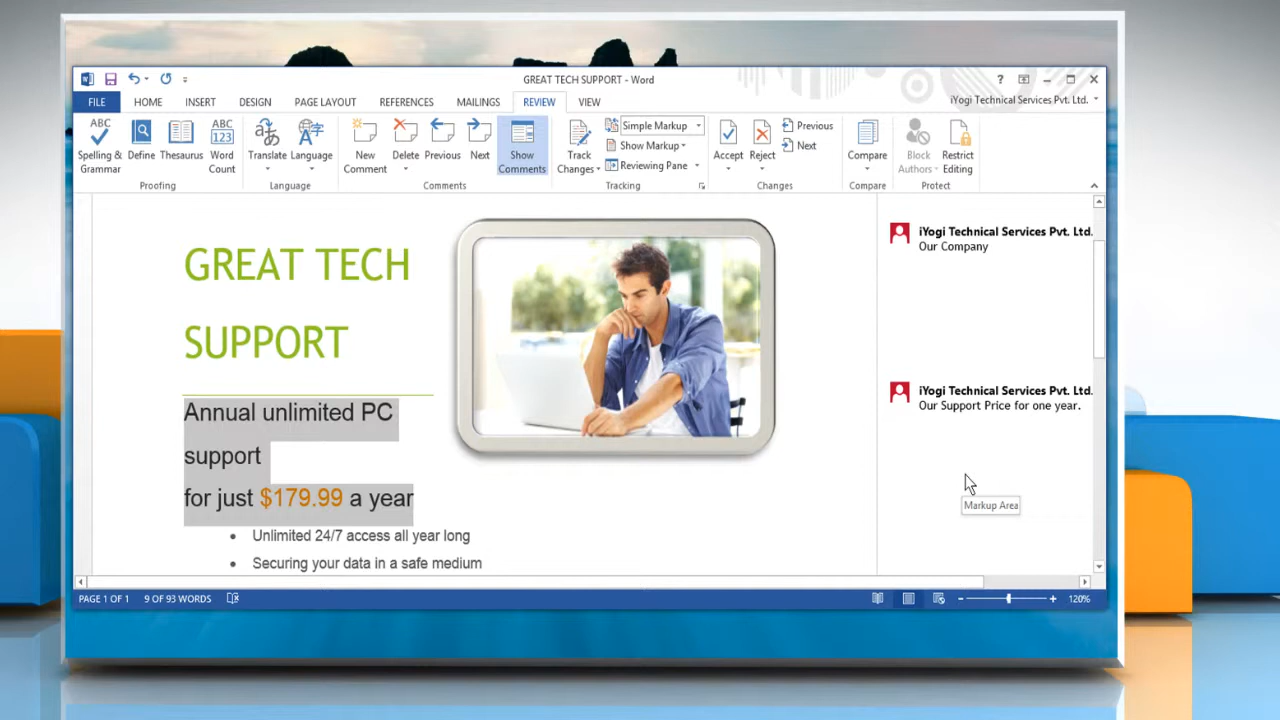 GREAT TECH SUPPORT - Word
?
iYogi Technical Services Pvt. Ltd.
FILE HOME INSERT DESIGN PAGE LAYOUT REFERENCES MAILINGS REVIEW VIEW
ABC
Spelling &
Grammar
Define
Thesaurus
ABC
123
Word
Count
Proofing
Translate
Language
Language
New
Comment
Delete
Previous
Next
Show
Comments
Comments
Track
Changes
Simple Markup
Show Markup
Reviewing Pane
Tracking
Accept
Reject
Previous
Next
Changes
Compare
Compare
Block
Authors
Restrict
Editing
Protect
GREAT TECH
SUPPORT
Annual unlimited PC
support
for just $179.99 a year
• Unlimited 24/7 access all year long
• Securing your data in a safe medium
iYogi Technical Services Pvt. Ltd.
Our Company
iYogi Technical Services Pvt. Ltd.
Our Support Price for one year.
Markup Area
PAGE 1 OF 1 9 OF 93 WORDS 120%